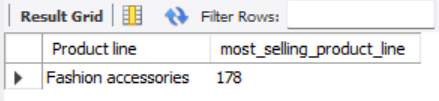 Result Grid Filter Rows:
Product line most_selling_product_line
Fashion accessories 178